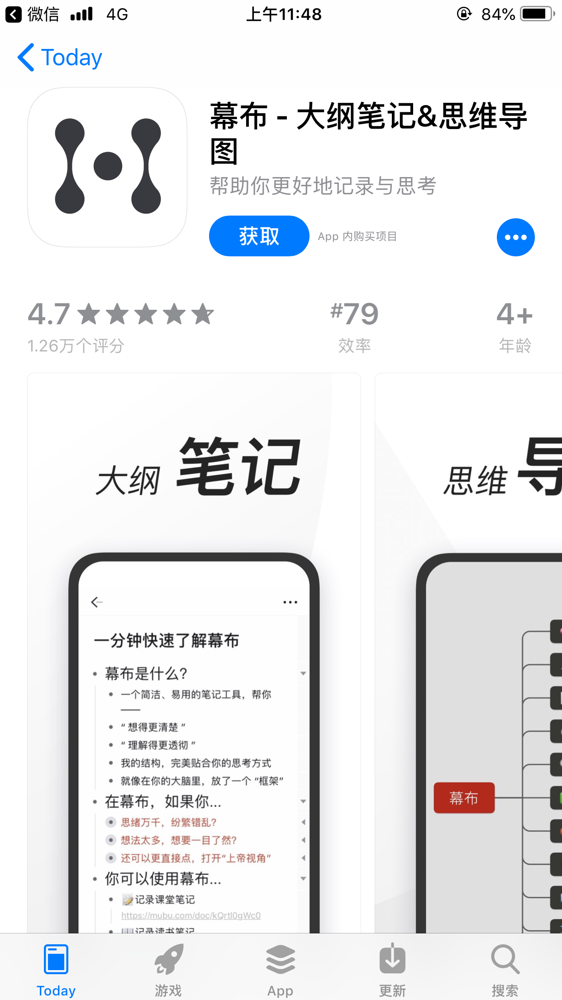 微信 4G 上午11:48 84%
Today
幕布 - 大纲笔记&思维导
图
帮助你更好地记录与思考
获取 App 内购买项目
4.7 #79 4+
1.26万个评分 效率 年龄
大纲 笔记
一分钟快速了解幕布
幕布是什么?
一个简洁、易用的笔记工具，帮你
——
“ 想得更清楚 ”
“ 理解得更透彻 ”
我的结构，完美贴合你的思考方式
就像在你的大脑里，放了一个 “框架”
在幕布，如果你...
思绪万千，纷繁错乱?
想法太多，想要一目了然?
还可以更直接点，打开“上帝视角”
你可以使用幕布...
📝记录课堂笔记
https://mubu.com/doc/kQrtl0gWc0
📖记录读书笔记
思维 导
幕布
Today 游戏 App 更新 搜索